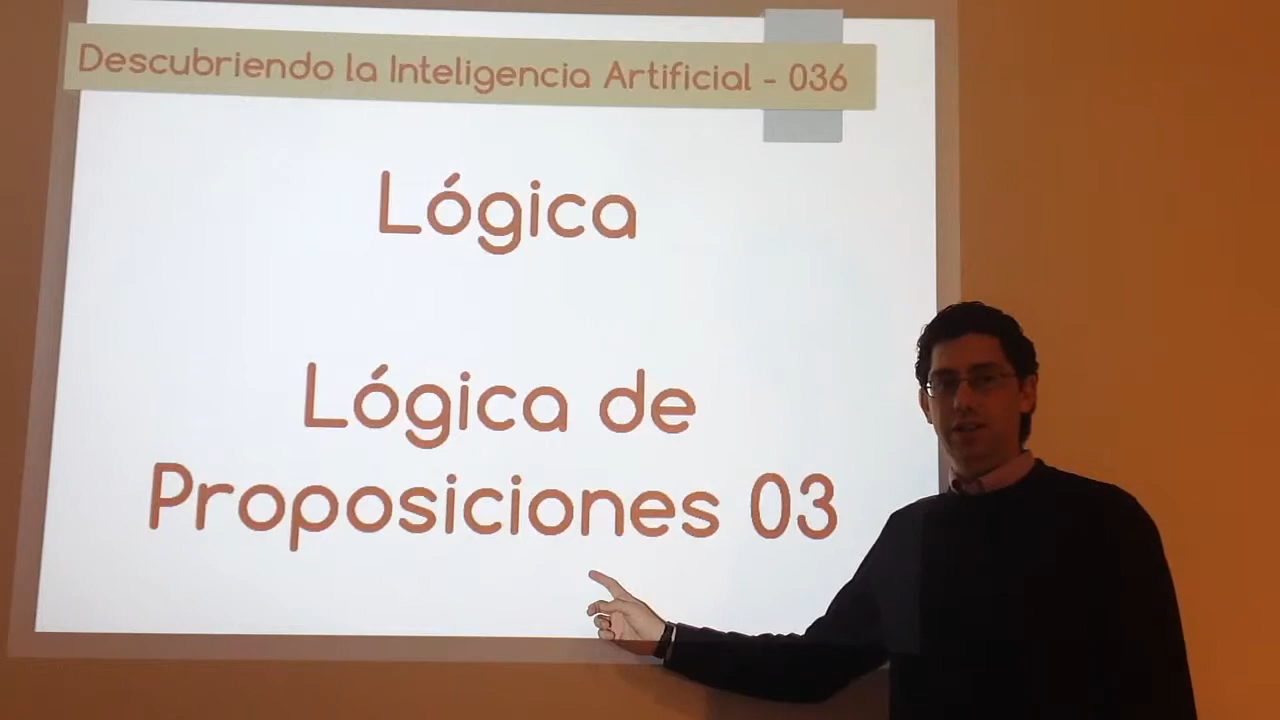 Descubriendo la Inteligencia Artificial - 036
Lógica
Lógica de
Proposiciones 03